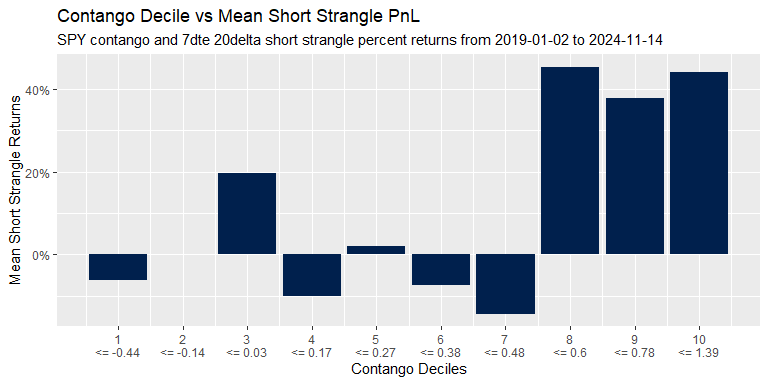 Contango Decile vs Mean Short Strangle PnL
SPY contango and 7dte 20delta short strangle percent returns from 2019-01-02 to 2024-11-14
Mean Short Strangle Returns
40%
20%
0%
1 2 3 4 5 6 7 8 9 10
<= -0.44 <= -0.14 <= 0.03 <= 0.17 <= 0.27 <= 0.38 <= 0.48 <= 0.6 <= 0.78 <= 1.39
Contango Deciles